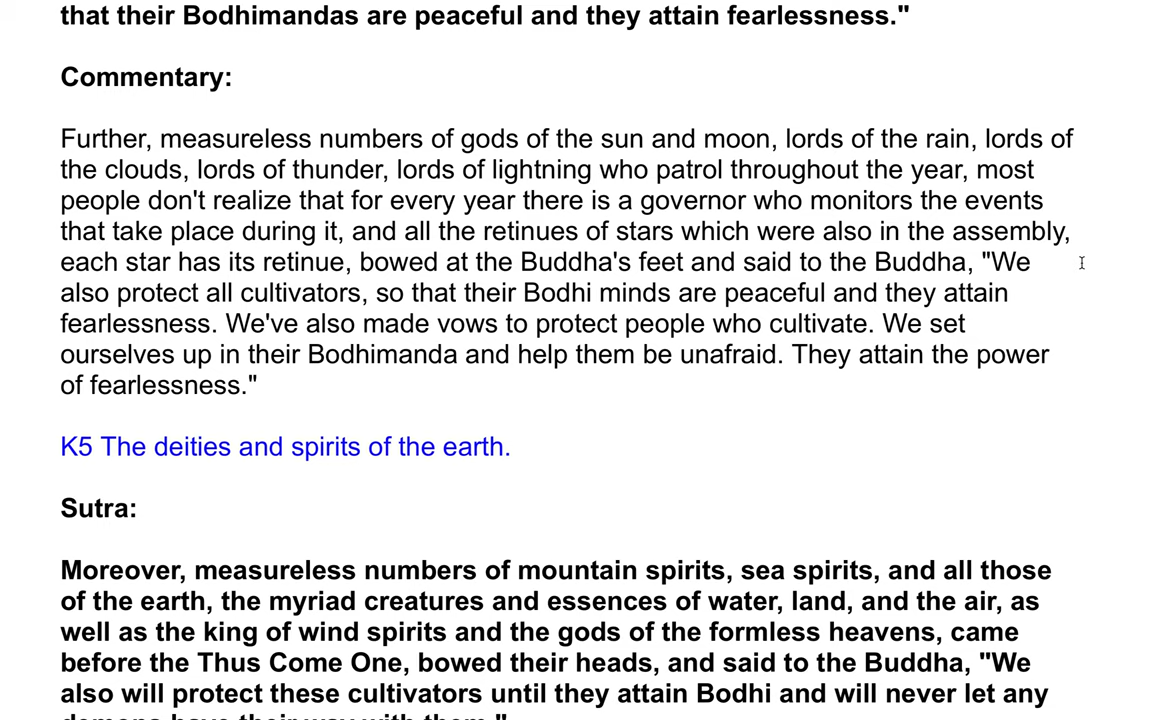 that their Bodhimandas are peaceful and they attain fearlessness."
Commentary:
Further, measureless numbers of gods of the sun and moon, lords of the rain, lords of
the clouds, lords of thunder, lords of lightning who patrol throughout the year, most
people don't realize that for every year there is a governor who monitors the events
that take place during it, and all the retinues of stars which were also in the assembly,
each star has its retinue, bowed at the Buddha's feet and said to the Buddha, "We
also protect all cultivators, so that their Bodhi minds are peaceful and they attain
fearlessness. We've also made vows to protect people who cultivate. We set
ourselves up in their Bodhimanda and help them be unafraid. They attain the power
of fearlessness."
K5 The deities and spirits of the earth.
Sutra:
Moreover, measureless numbers of mountain spirits, sea spirits, and all those
of the earth, the myriad creatures and essences of water, land, and the air, as
well as the king of wind spirits and the gods of the formless heavens, came
before the Thus Come One, bowed their heads, and said to the Buddha, "We
also will protect these cultivators until they attain Bodhi and will never let any
demons have their way with them."